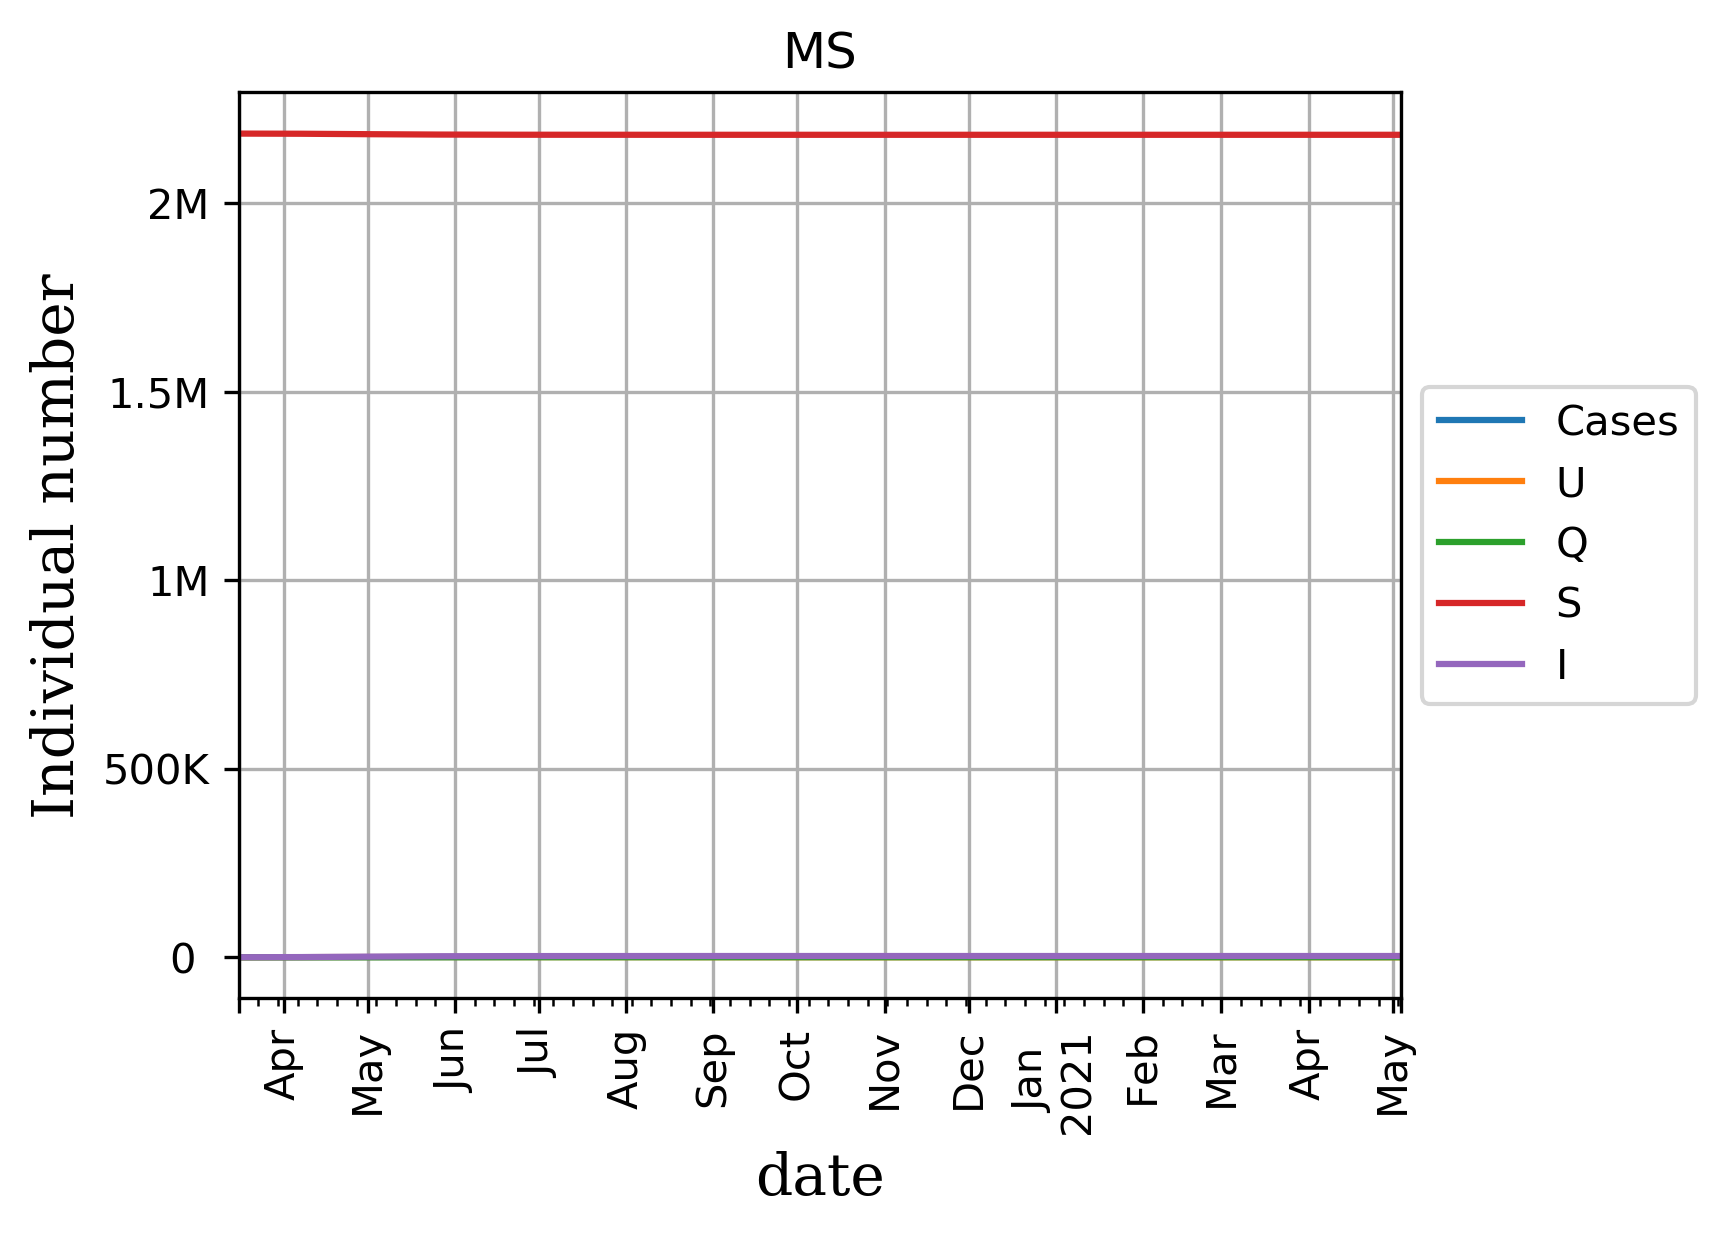 MS
Individual number
2M
1.5M
1M
500K
0
Cases
U
Q
S
I
Apr
May
Jun
Jul
Aug
Sep
Oct
Nov
Dec
Jan
2021
Feb
Mar
Apr
May
date